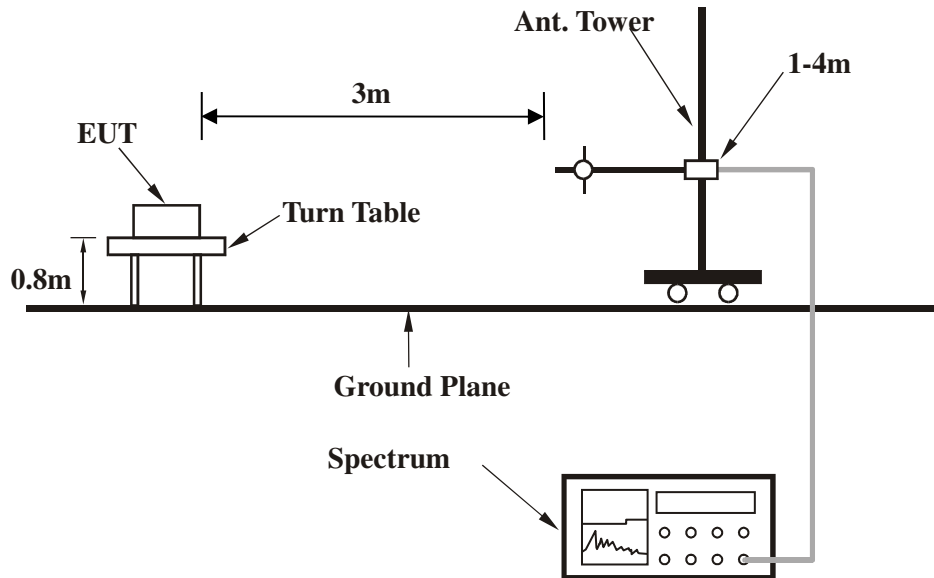 Ant. Tower
1-4m
3m
EUT
Turn Table
0.8m
Ground Plane
Spectrum